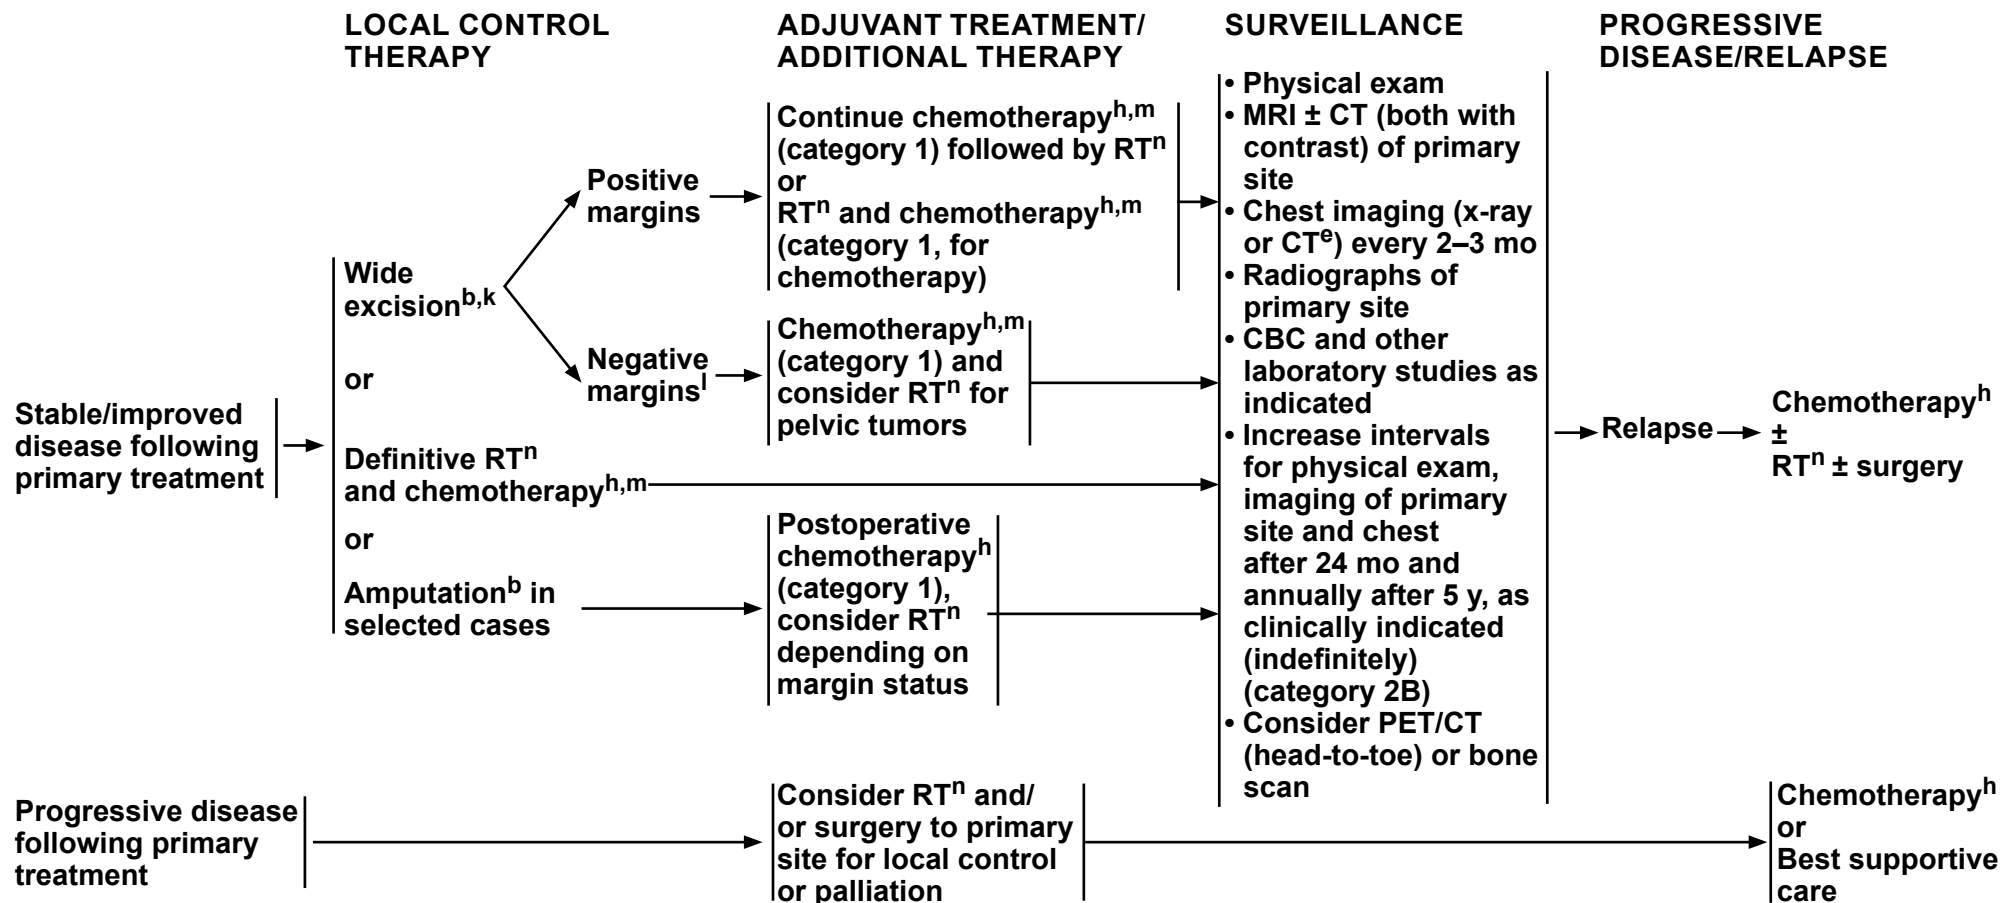 LOCAL CONTROL
THERAPY
ADJUVANT TREATMENT/
ADDITIONAL THERAPY
SURVEILLANCE
PROGRESSIVE
DISEASE/RELAPSE
Stable/improved
disease following
primary treatment
Wide
excisionb,k
or
Definitive RTn
and chemotherapyh,m
or
Amputationb in
selected cases
Positive
margins
Negative
marginsl
Continue chemotherapyh,m
(category 1) followed by RTn
or
RTn and chemotherapyh,m
(category 1, for
chemotherapy)
Chemotherapyh,m
(category 1) and
consider RTn for
pelvic tumors
Postoperative
chemotherapyh
(category 1),
consider RTn
depending on
margin status
• Physical exam
• MRI ± CT (both with
contrast) of primary
site
• Chest imaging (x-ray
or CTe) every 2–3 mo
• Radiographs of
primary site
• CBC and other
laboratory studies as
indicated
• Increase intervals
for physical exam,
imaging of primary
site and chest
after 24 mo and
annually after 5 y, as
clinically indicated
(indefinitely)
(category 2B)
• Consider PET/CT
(head-to-toe) or bone
scan
Relapse
Chemotherapyh
±
RTn ± surgery
Progressive disease
following primary
treatment
Consider RTn and/
or surgery to primary
site for local control
or palliation
Chemotherapyh
or
Best supportive
care